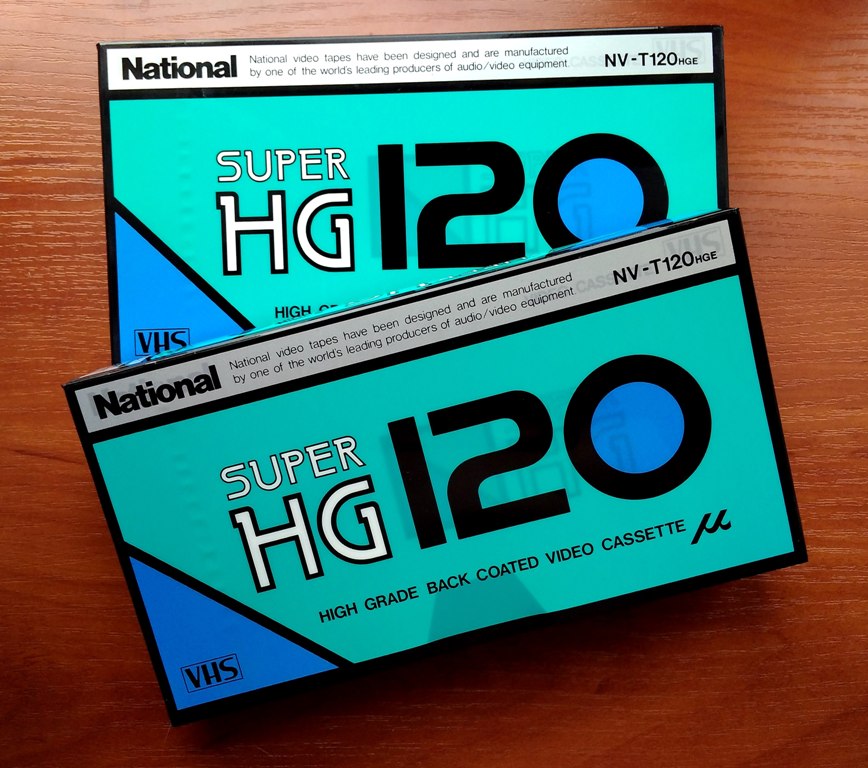 National
National video tapes have been designed and are manufactured
by one of the world's leading producers of audio/video equipment.
NV-T120HGE
VHS
SUPER
HG 120
HIGH
VHS
National
National video tapes have been designed and are manufactured
by one of the world's leading producers of audio/video equipment.
NV-T120HGE
VHS
SUPER
HG 120
HIGH GRADE BACK COATED VIDEO CASSETTE μ
VHS